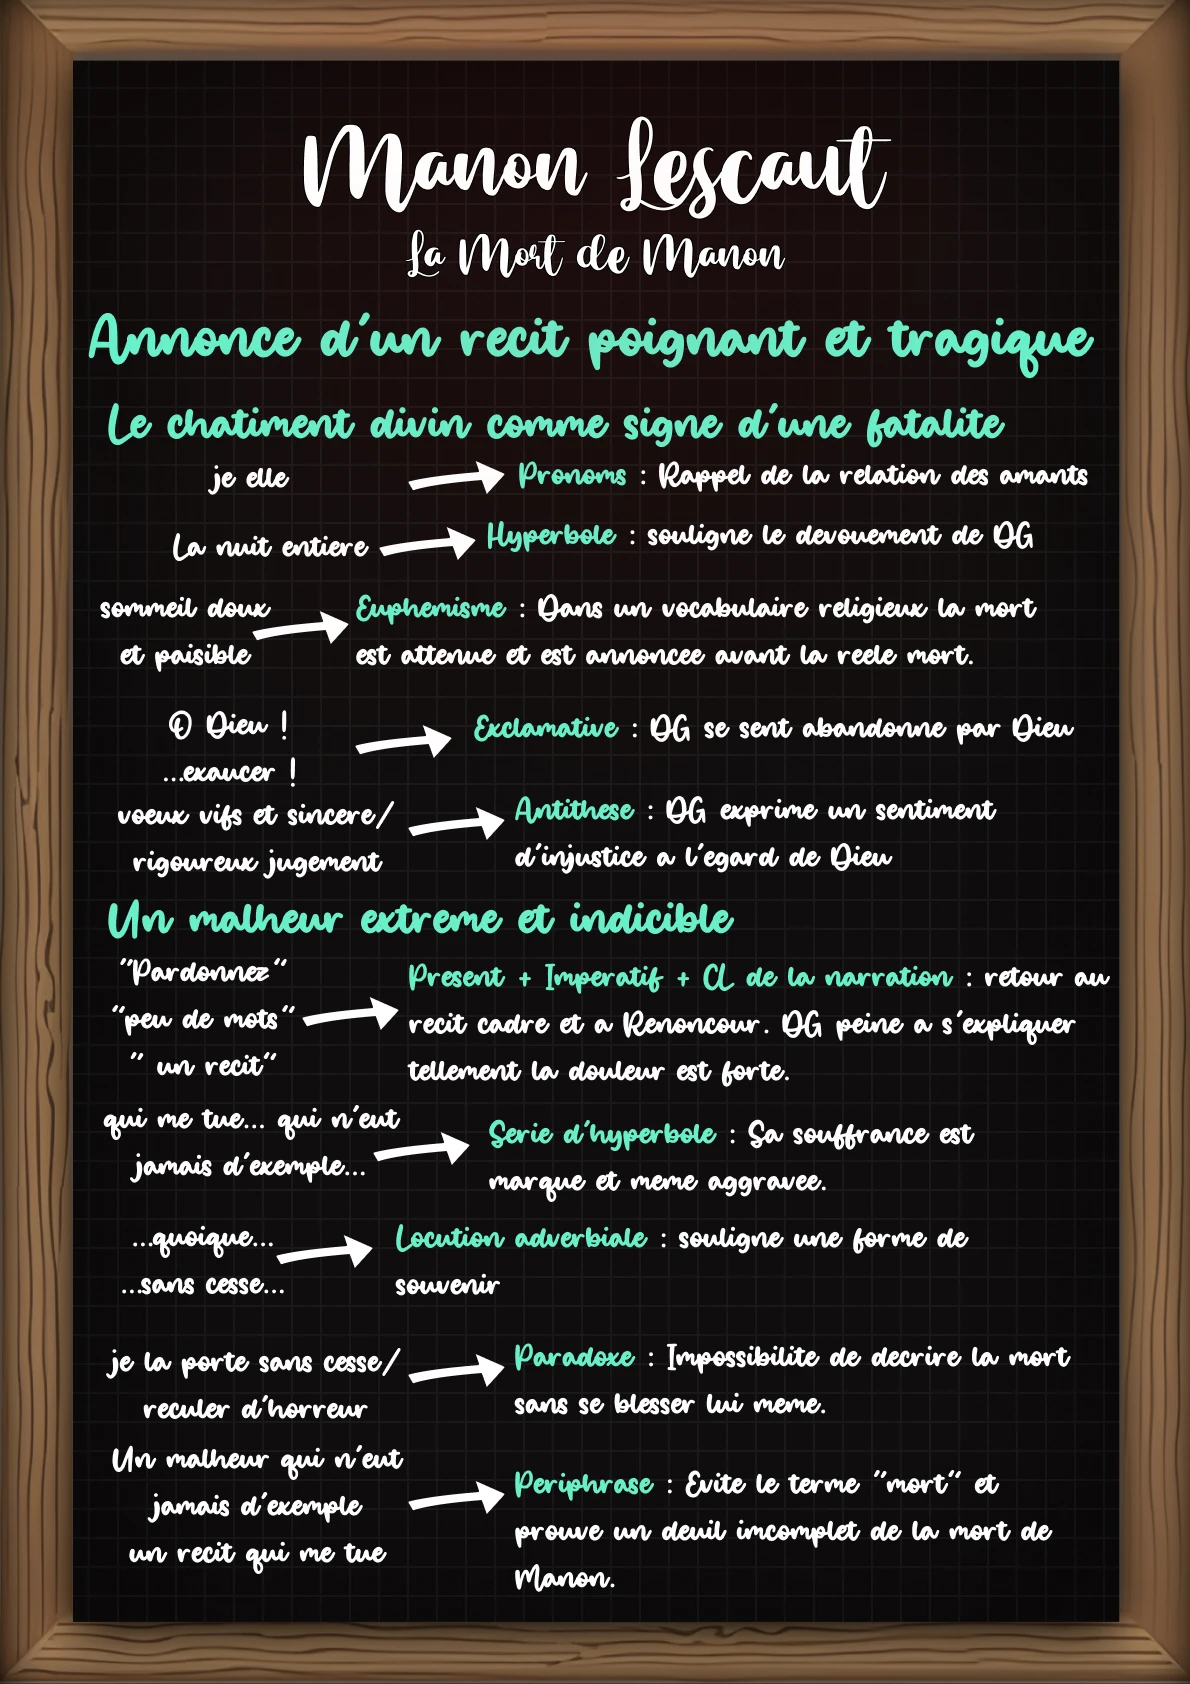 Manon Lescaut
La Mort de Manon
Annonce d'un recit poignant et tragique
Le chatiment divin comme signe d'une fatalite
je elle
Pronoms : Rappel de la relation des amants
La nuit entiere
Hyperbole : souligne le devouement de DG
sommeil doux
et paisible
Euphemisme : Dans un vocabulaire religieux la mort
est attenue et est annoncee avant la reele mort.
O Dieu !
...exaucer !
Exclamative : DG se sent abandonne par Dieu
voeux vifs et sincere/
rigoureux jugement
Antithese : DG exprime un sentiment
d'injustice a l'egard de Dieu
Un malheur extreme et indicible
"Pardonnez"
"peu de mots"
" un recit"
Present + Imperatif + CL de la narration : retour au
recit cadre et a Renoncour. DG peine a s'expliquer
tellement la douleur est forte.
qui me tue... qui n'eut
jamais d'exemple...
Serie d'hyperbole : Sa souffrance est
marque et meme aggravee.
...quoique...
...sans cesse...
Locution adverbiale : souligne une forme de
souvenir
je la porte sans cesse/
reculer d'horreur
Paradoxe : Impossibilite de decrire la mort
sans se blesser lui meme.
Un malheur qui n'eut
jamais d'exemple
un recit qui me tue
Periphrase : Evite le terme "mort" et
prouve un deuil imcomplet de la mort de
Manon.